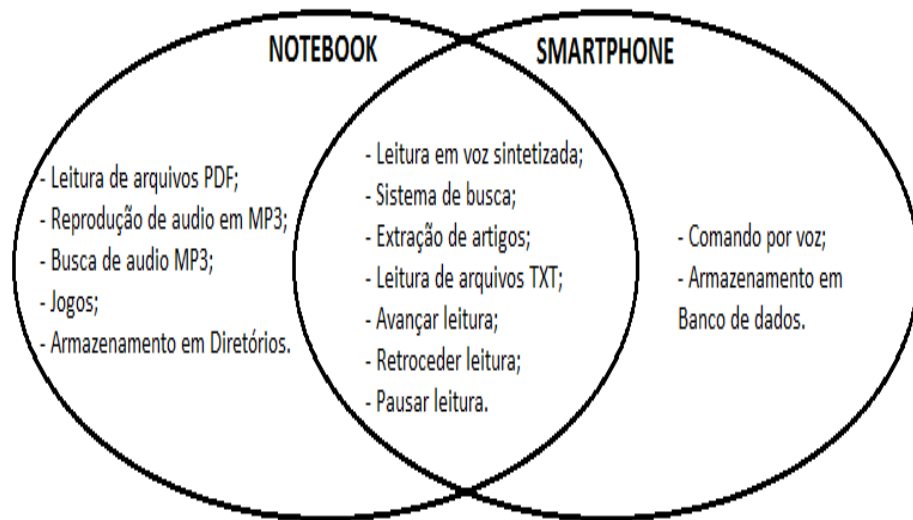 NOTEBOOK
- Leitura de arquivos PDF;
- Reprodução de audio em MP3;
- Busca de audio MP3;
- Jogos;
- Armazenamento em Diretórios.
- Leitura em voz sintetizada;
- Sistema de busca;
- Extração de artigos;
- Leitura de arquivos TXT;
- Avançar leitura;
- Retroceder leitura;
- Pausar leitura.
SMARTPHONE
- Comando por voz;
- Armazenamento em
Banco de dados.